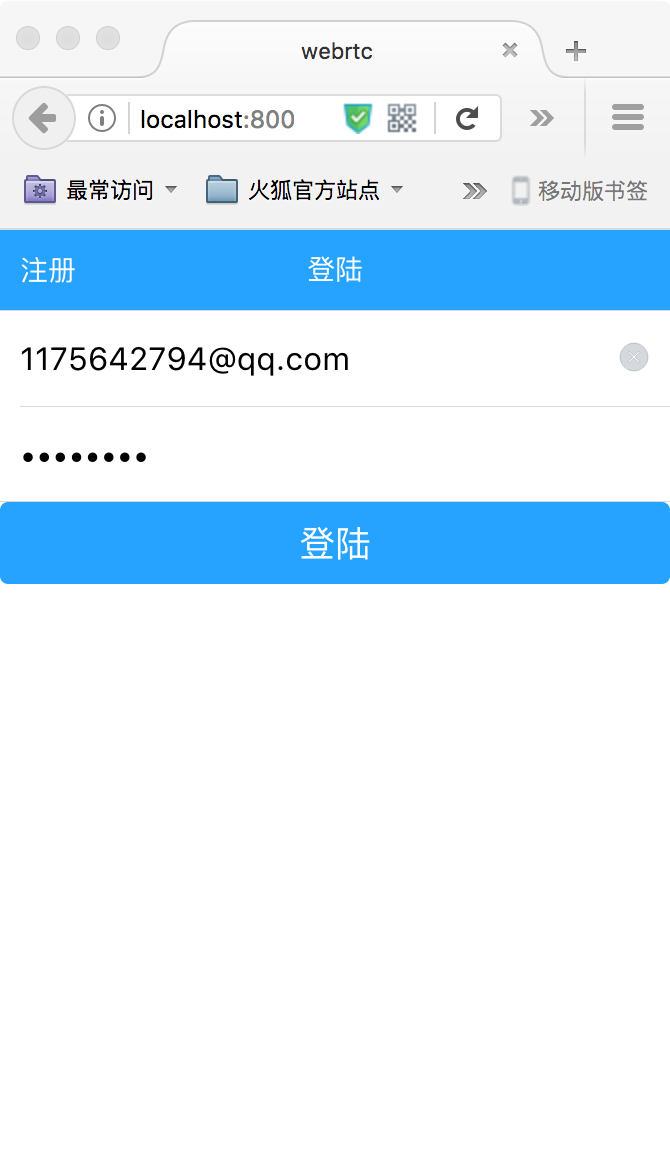 webrtc
localhost:800
最常访问 火狐官方站点 移动版书签
注册 登陆
1175642794@qq.com
••••••••
登陆